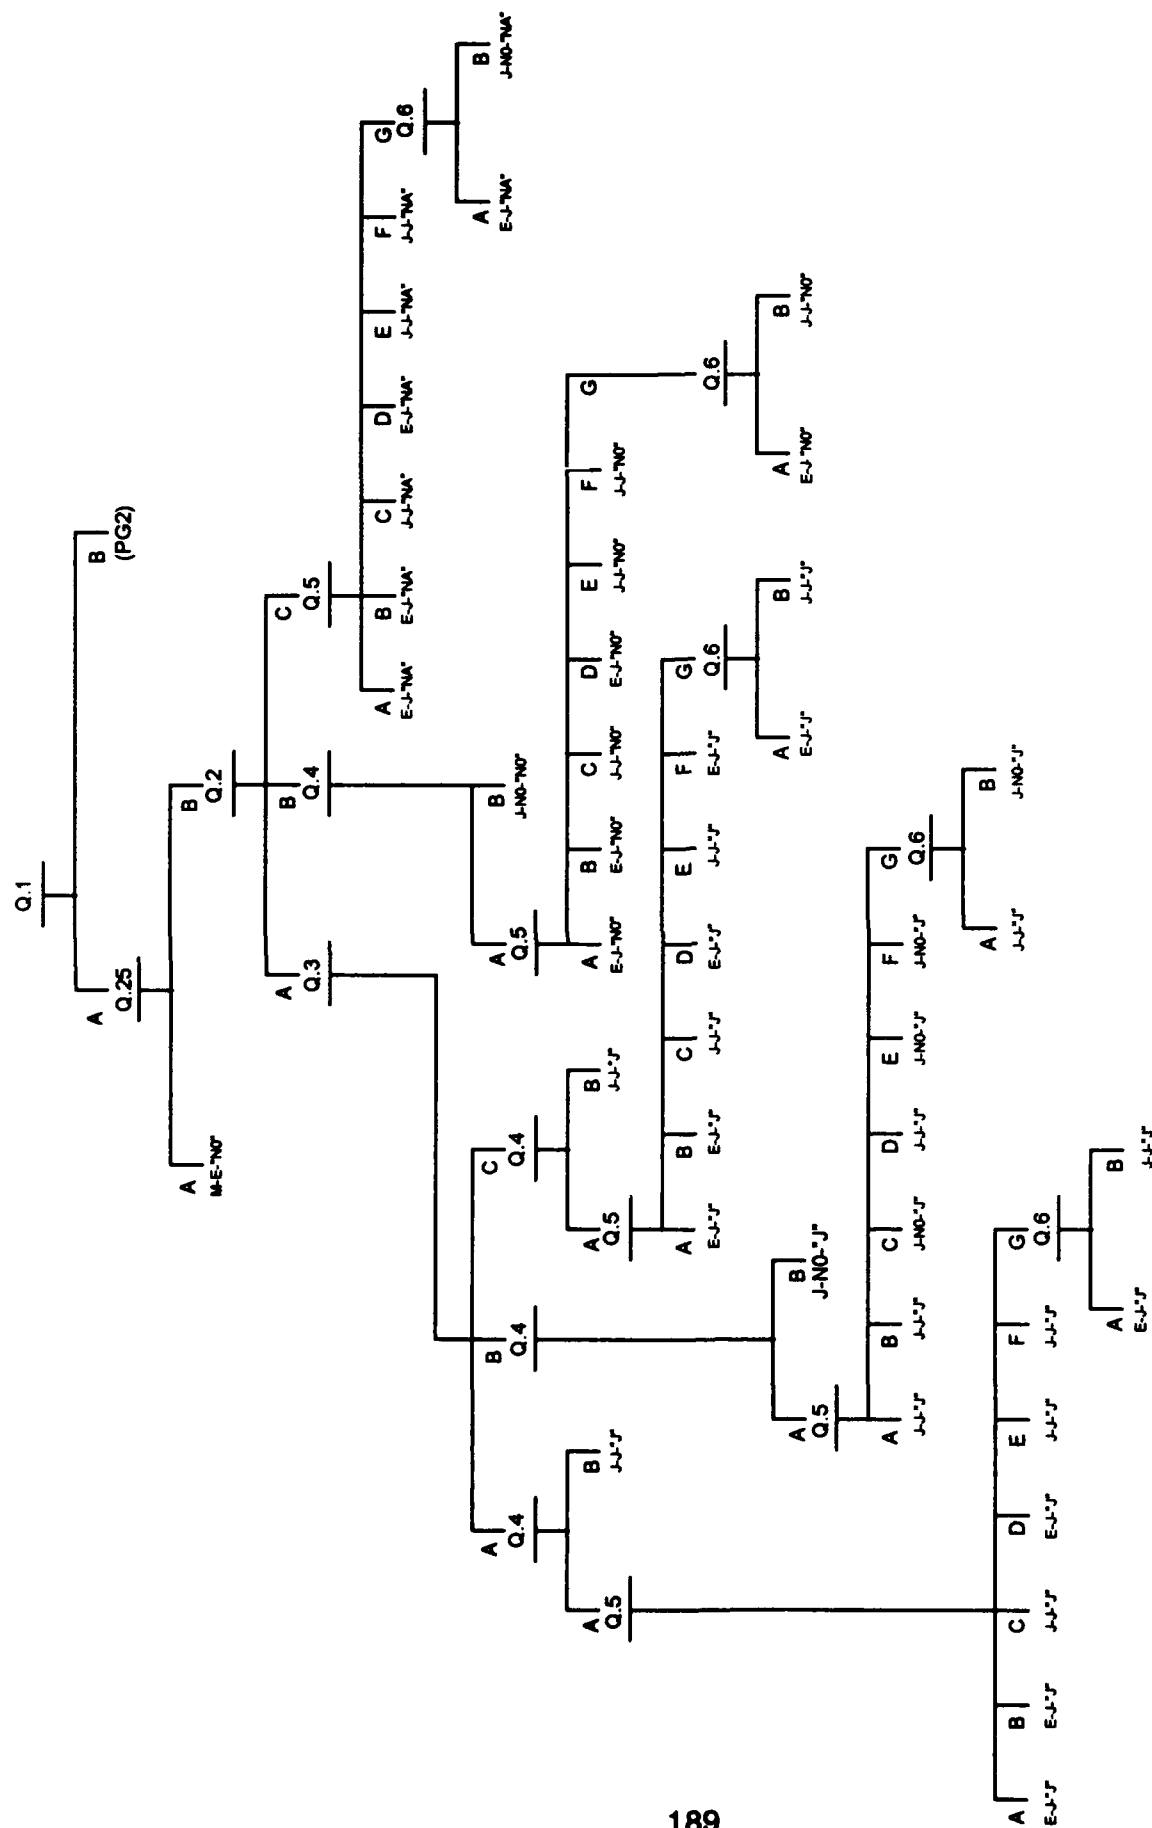 Q.1
A B
Q.25 (PG2)
A B
M-E-"NO" Q.2
A B C
Q.3 Q.4 Q.5
A B C D E F G
E-J-"NA" E-J-"NA" J-J-"NA" E-J-"NA" J-J-"NA" J-J-"NA" Q.6
A B
E-J-"NA" J-NO-"NA"
A B C A B
Q.4 Q.4 Q.4 Q.5 J-NO-"NO"
A B A B A B C D E F G
Q.5 J-J-"J" Q.5 J-J-"J" E-J-"NO" E-J-"NO" J-J-"NO" E-J-"NO" J-J-"NO" J-J-"NO"
A B C D E F G
E-J-"J" E-J-"J" J-J-"J" E-J-"J" J-J-"J" E-J-"J" Q.6 Q.6
A B A B
E-J-"J" J-J-"J" E-J-"NO" J-J-"NO"
A B
Q.5 J-NO-"J"
A B C D E F G
J-J-"J" J-J-"J" J-NO-"J" J-J-"J" J-NO-"J" J-NO-"J" Q.6
A B
J-J-"J" J-NO-"J"
A B C D E F G
E-J-"J" E-J-"J" J-J-"J" E-J-"J" J-J-"J" J-J-"J" Q.6
A B
E-J-"J" J-J-"J"
189